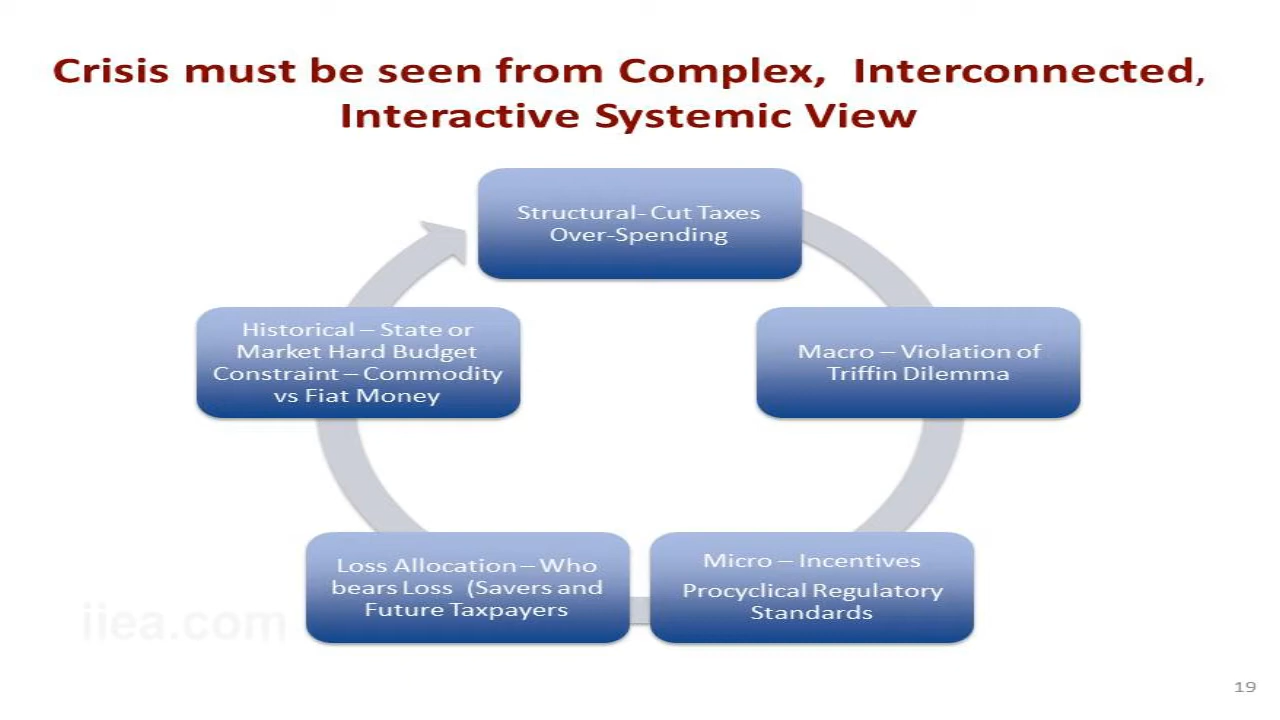 Crisis must be seen from Complex, Interconnected,
Interactive Systemic View
Structural- Cut Taxes
Over-Spending
Historical – State or
Market Hard Budget
Constraint – Commodity
vs Fiat Money
Macro – Violation of
Triffin Dilemma
Loss Allocation – Who
bears Loss (Savers and
Future Taxpayers
Micro – Incentives
Procyclical Regulatory
Standards
iiea.com
19